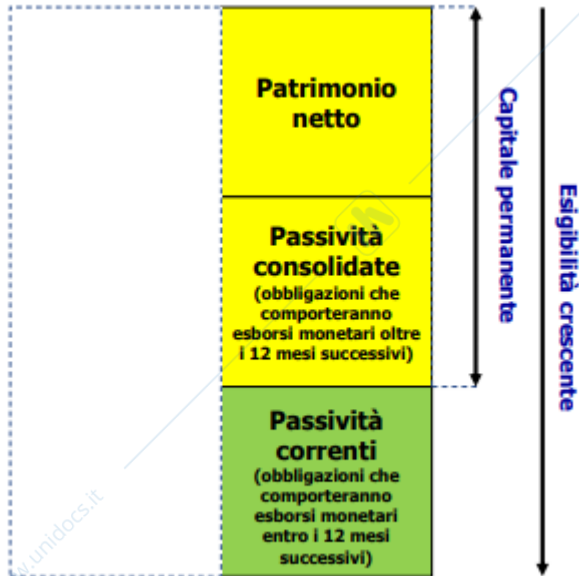 Patrimonio
netto
Passività
consolidate
(obbligazioni che
comporteranno
esborsi monetari oltre
i 12 mesi successivi)
Passività
correnti
(obbligazioni che
comporteranno
esborsi monetari
entro i 12 mesi
successivi)
Capitale permanente
Esigibilità crescente
w.unidocs.it